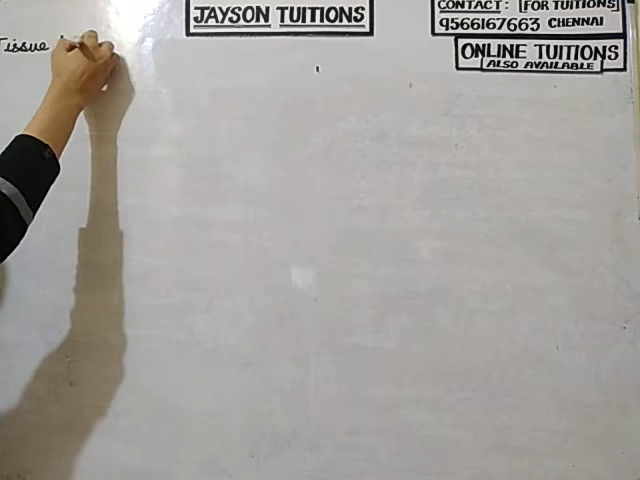 JAYSON TUITIONS
CONTACT: FOR TUITIONS
9566167663 CHENNAI
ONLINE TUITIONS
ALSO AVAILABLE
Tissue